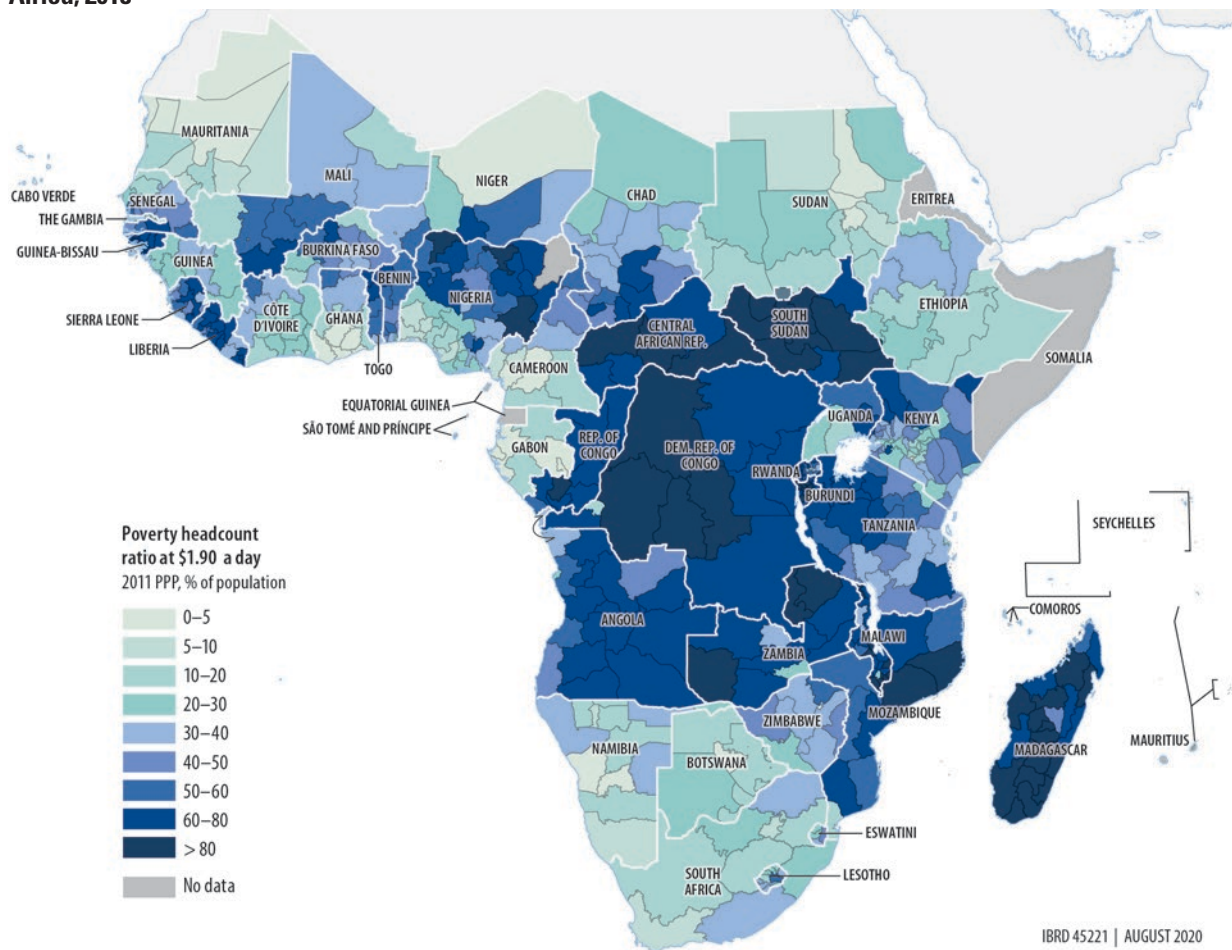 Africa, 2018
MAURITANIA
MALI
NIGER
CHAD
SUDAN
ERITREA
CABO VERDE
SENEGAL
THE GAMBIA
GUINEA-BISSAU
GUINEA
BURKINA FASO
BENIN
NIGERIA
SIERRA LEONE
CÔTE
D'IVOIRE
GHANA
LIBERIA
TOGO
CENTRAL
AFRICAN REP.
SOUTH
SUDAN
ETHIOPIA
SOMALIA
CAMEROON
EQUATORIAL GUINEA
SÃO TOMÉ AND PRÍNCIPE
GABON
REP. OF
CONGO
DEM. REP. OF
CONGO
UGANDA
KENYA
RWANDA
BURUNDI
TANZANIA
SEYCHELLES
COMOROS
ANGOLA
ZAMBIA
MALAWI
MOZAMBIQUE
ZIMBABWE
NAMIBIA
BOTSWANA
MADAGASCAR
MAURITIUS
ESWATINI
LESOTHO
SOUTH
AFRICA
Poverty headcount
ratio at $1.90 a day
2011 PPP, % of population
0–5
5–10
10–20
20–30
30–40
40–50
50–60
60–80
> 80
No data
IBRD 45221 | AUGUST 2020